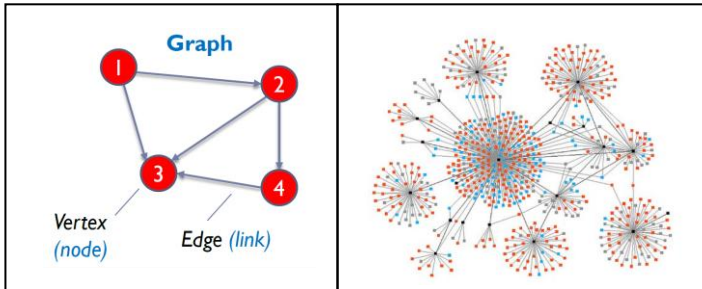 Graph
1
2
3
4
Vertex
(node)
Edge (link)